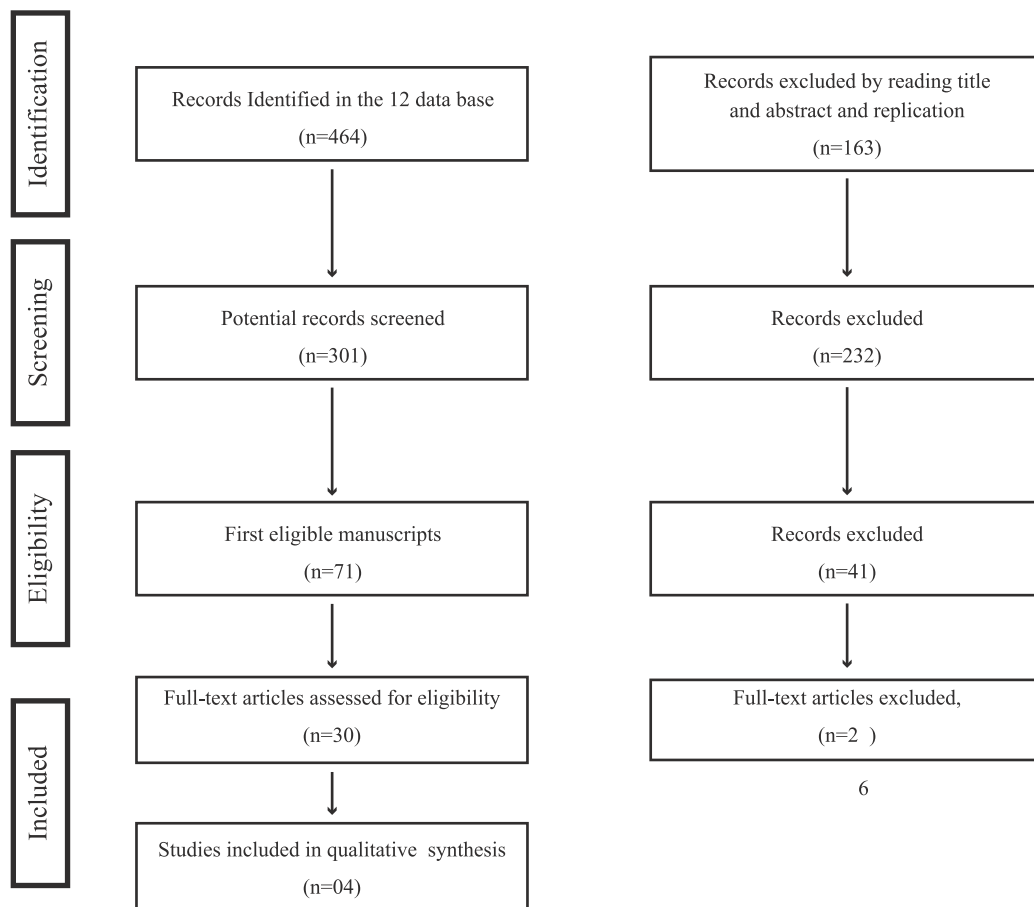 Identification
Records Identified in the 12 data base
(n=464)
Records excluded by reading title
and abstract and replication
(n=163)
Screening
Potential records screened
(n=301)
Records excluded
(n=232)
Eligibility
First eligible manuscripts
(n=71)
Records excluded
(n=41)
Full-text articles assessed for eligibility
(n=30)
Full-text articles excluded,
(n=2 )
6
Included
Studies included in qualitative synthesis
(n=04)